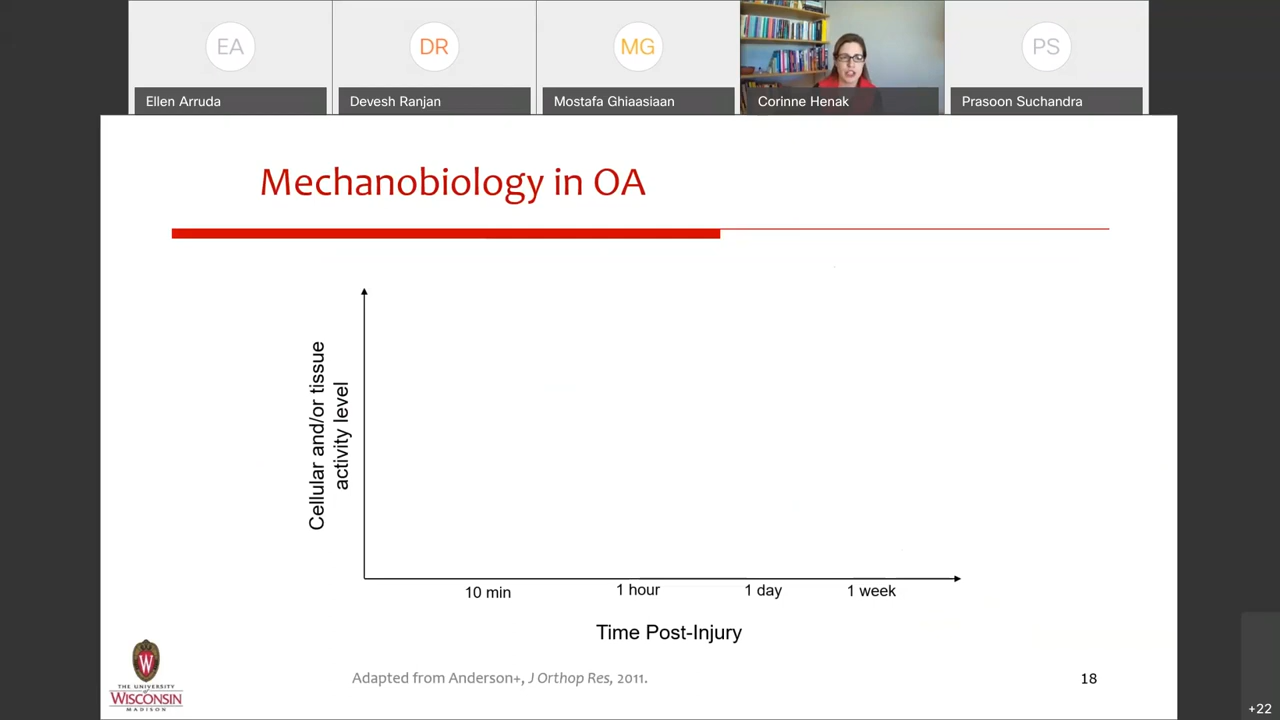 EA
DR
MG
PS
Ellen Arruda
Devesh Ranjan
Mostafa Ghiaasiaan
Corinne Henak
Prasoon Suchandra
Mechanobiology in OA
Cellular and/or tissue
activity level
10 min
1 hour
1 day
1 week
Time Post-Injury
W
THE UNIVERSITY
of
WISCONSIN
MADISON
Adapted from Anderson+, J Orthop Res, 2011.
18
+22